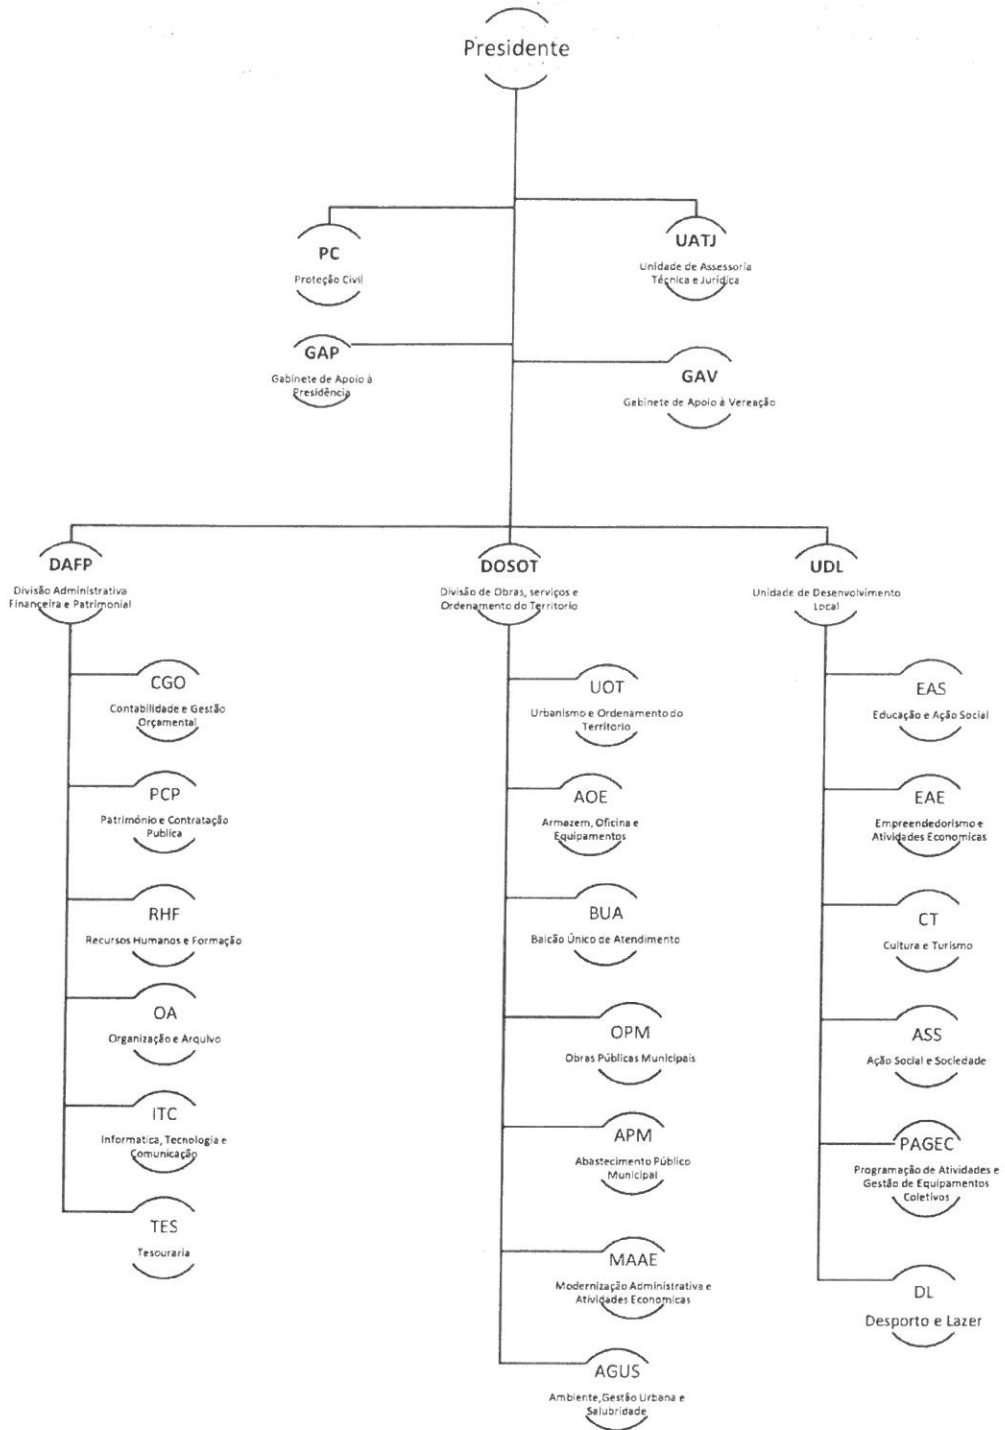 Presidente
PC
Proteção Civil
UATJ
Unidade de Assessoria
Técnica e Jurídica
GAP
Gabinete de Apoio à
Presidência
GAV
Gabinete de Apoio à Vereação
DAFP
Divisão Administrativa
Financeira e Patrimonial
CGO
Contabilidade e Gestão
Orçamental
PCP
Património e Contratação
Publica
RHF
Recursos Humanos e Formação
OA
Organização e Arquivo
ITC
Informatica, Tecnologia e
Comunicação
TES
Tesouraria
DOSOT
Divisão de Obras, serviços e
Ordenamento do Territorio
UOT
Urbanismo e Ordenamento do
Territorio
AOE
Armazem, Oficina e
Equipamentos
BUA
Balcão Único de Atendimento
OPM
Obras Públicas Municipais
APM
Abastecimento Público
Municipal
MAAE
Modernização Administrativa e
Atividades Economicas
AGUS
Ambiente, Gestão Urbana e
Salubridade
UDL
Unidade de Desenvolvimento
Local
EAS
Educação e Ação Social
EAE
Empreendedorismo e
Atividades Economicas
CT
Cultura e Turismo
ASS
Ação Social e Sociedade
PAGEC
Programação de Atividades e
Gestão de Equipamentos
Coletivos
DL
Desporto e Lazer